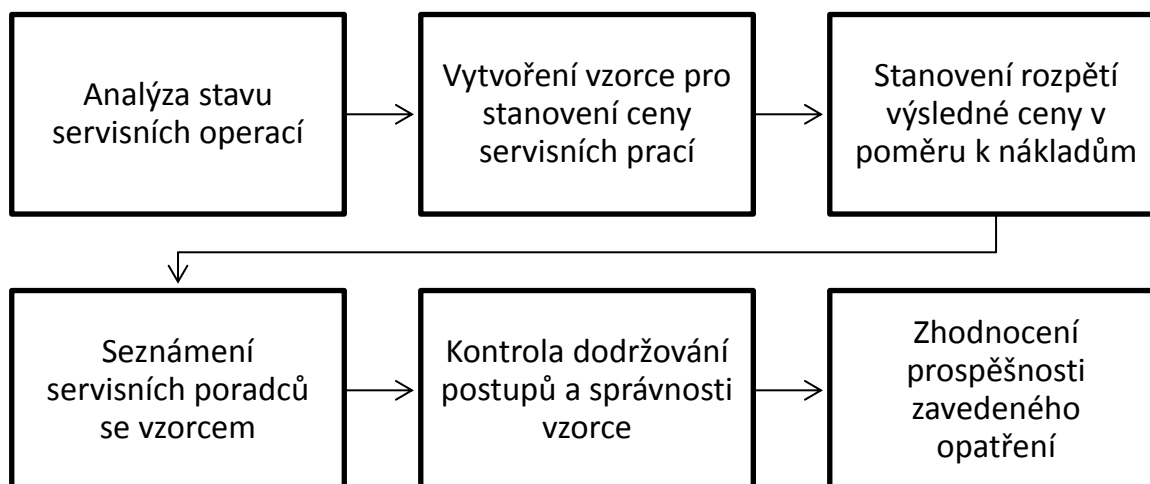 Analýza stavu
servisních operací
Vytvoření vzorce pro
stanovení ceny
servisních prací
Stanovení rozpětí
výsledné ceny v
poměru k nákladům
Seznámení
servisních poradců
se vzorcem
Kontrola dodržování
postupů a správnosti
vzorce
Zhodnocení
prospěšnosti
zavedeného
opatření